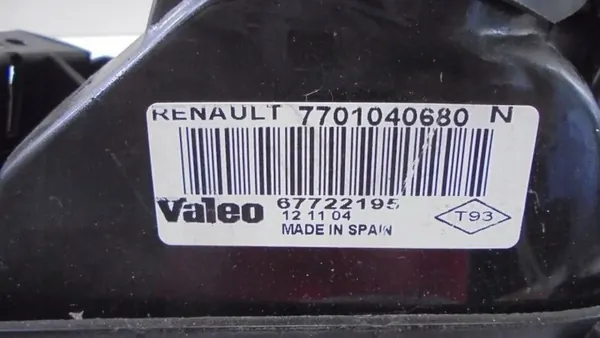 RENAULT 7701040680 N
Valeo 67722195
12 11 04
MADE IN SPAIN
T93